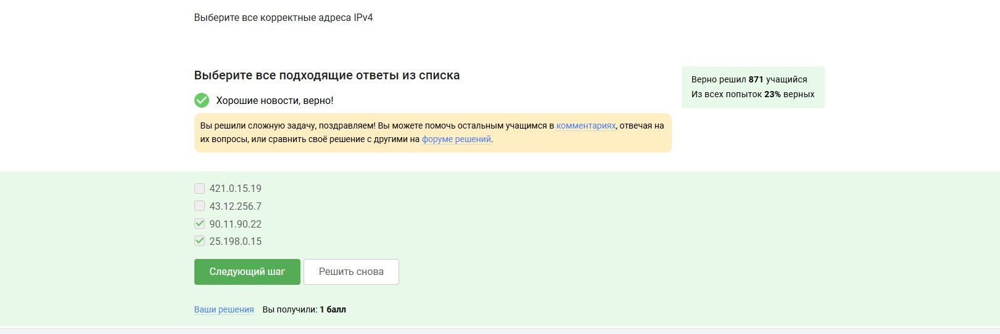 Выберите все корректные адреса IPv4
Выберите все подходящие ответы из списка
Верно решил 871 учащийся
Из всех попыток 23% верных
Хорошие новости, верно!
Вы решили сложную задачу, поздравляем! Вы можете помочь остальным учащимся в комментариях, отвечая на
их вопросы, или сравнить своё решение с другими на форуме решений.
421.0.15.19
43.12.256.7
90.11.90.22
25.198.0.15
Следующий шаг
Решить снова
Ваши решения Вы получили: 1 балл